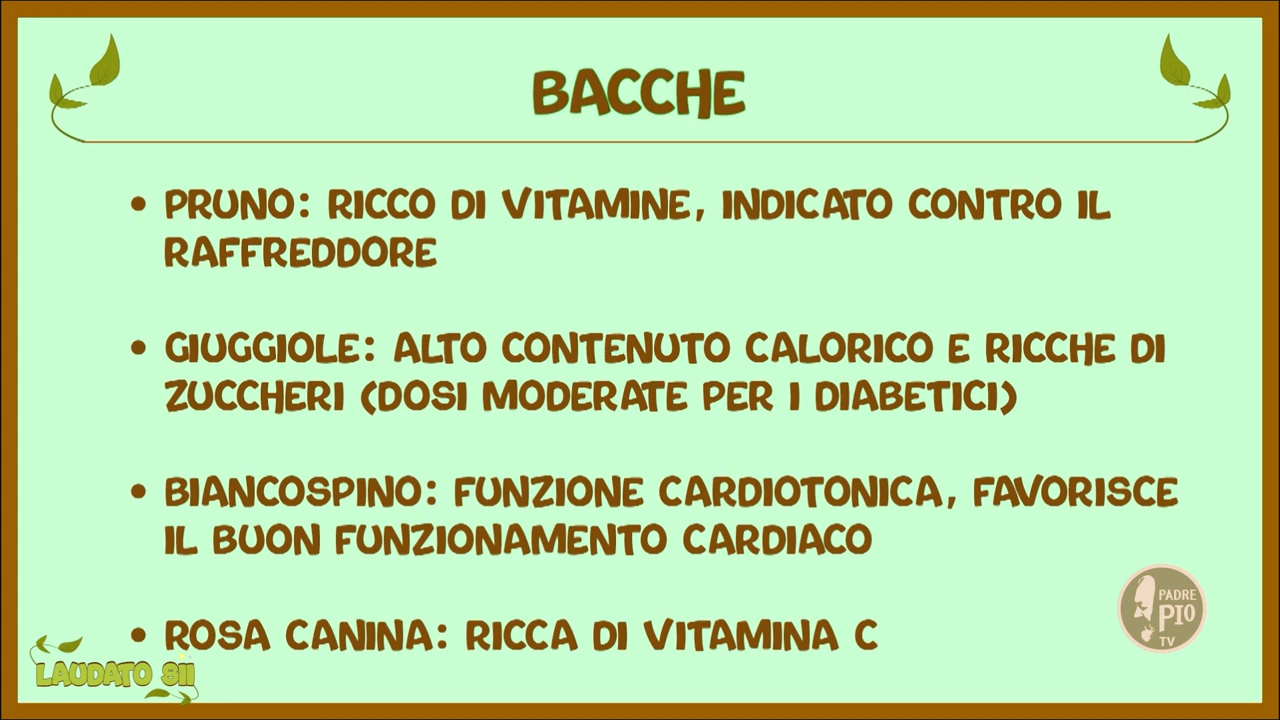 BACCHE
• PRUNO: RICCO DI VITAMINE, INDICATO CONTRO IL
RAFFREDDORE
• GIUGGIOLE: ALTO CONTENUTO CALORICO E RICCHE DI
ZUCCHERI (DOSI MODERATE PER I DIABETICI)
• BIANCOSPINO: FUNZIONE CARDIOTONICA, FAVORISCE
IL BUON FUNZIONAMENTO CARDIACO
• ROSA CANINA: RICCA DI VITAMINA C
PADRE
PIO
TV
LAUDATO SII